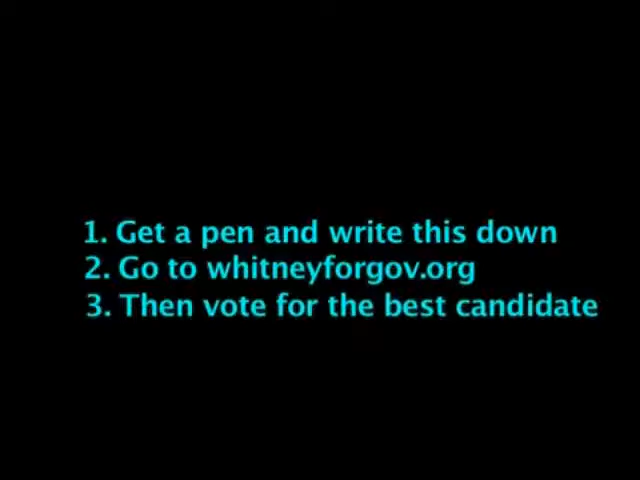 1. Get a pen and write this down
2. Go to whitneyforgov.org
3. Then vote for the best candidate